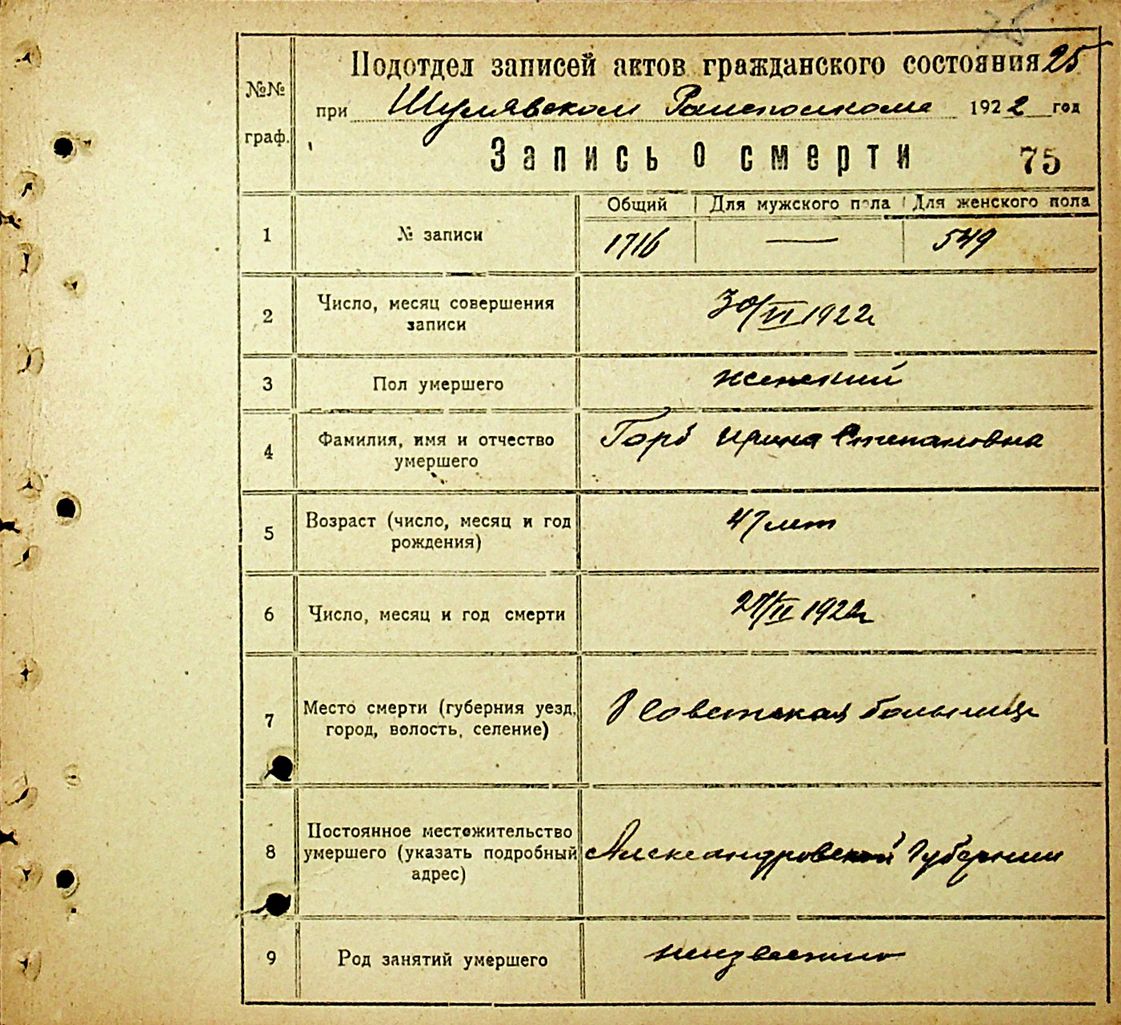 №№ граф.
Подотдел записей актов гражданского состояния 25
при Шулявском Райисполкоме 1922 год
Запись о смерти 75
Общий Для мужского пола Для женского пола
1 № записи 1716 — 549
2 Число, месяц совершения записи 30/VI 1922г
3 Пол умершего женский
4 Фамилия, имя и отчество умершего Горб Ирина Степановна
5 Возраст (число, месяц и год рождения) 47 лет
6 Число, месяц и год смерти 1922г
7 Место смерти (губерния уезд, город, волость, селение) Советская больница
8 Постоянное местожительство умершего (указать подробный адрес) Александровской Губернии
9 Род занятий умершего неизвестно